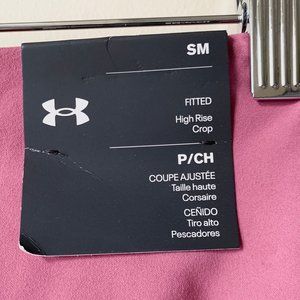 SM
FITTED
High Rise
Crop
P/CH
COUPE AJUSTÉE
Taille haute
Corsaire
CEÑIDO
Tiro alto
Pescadores